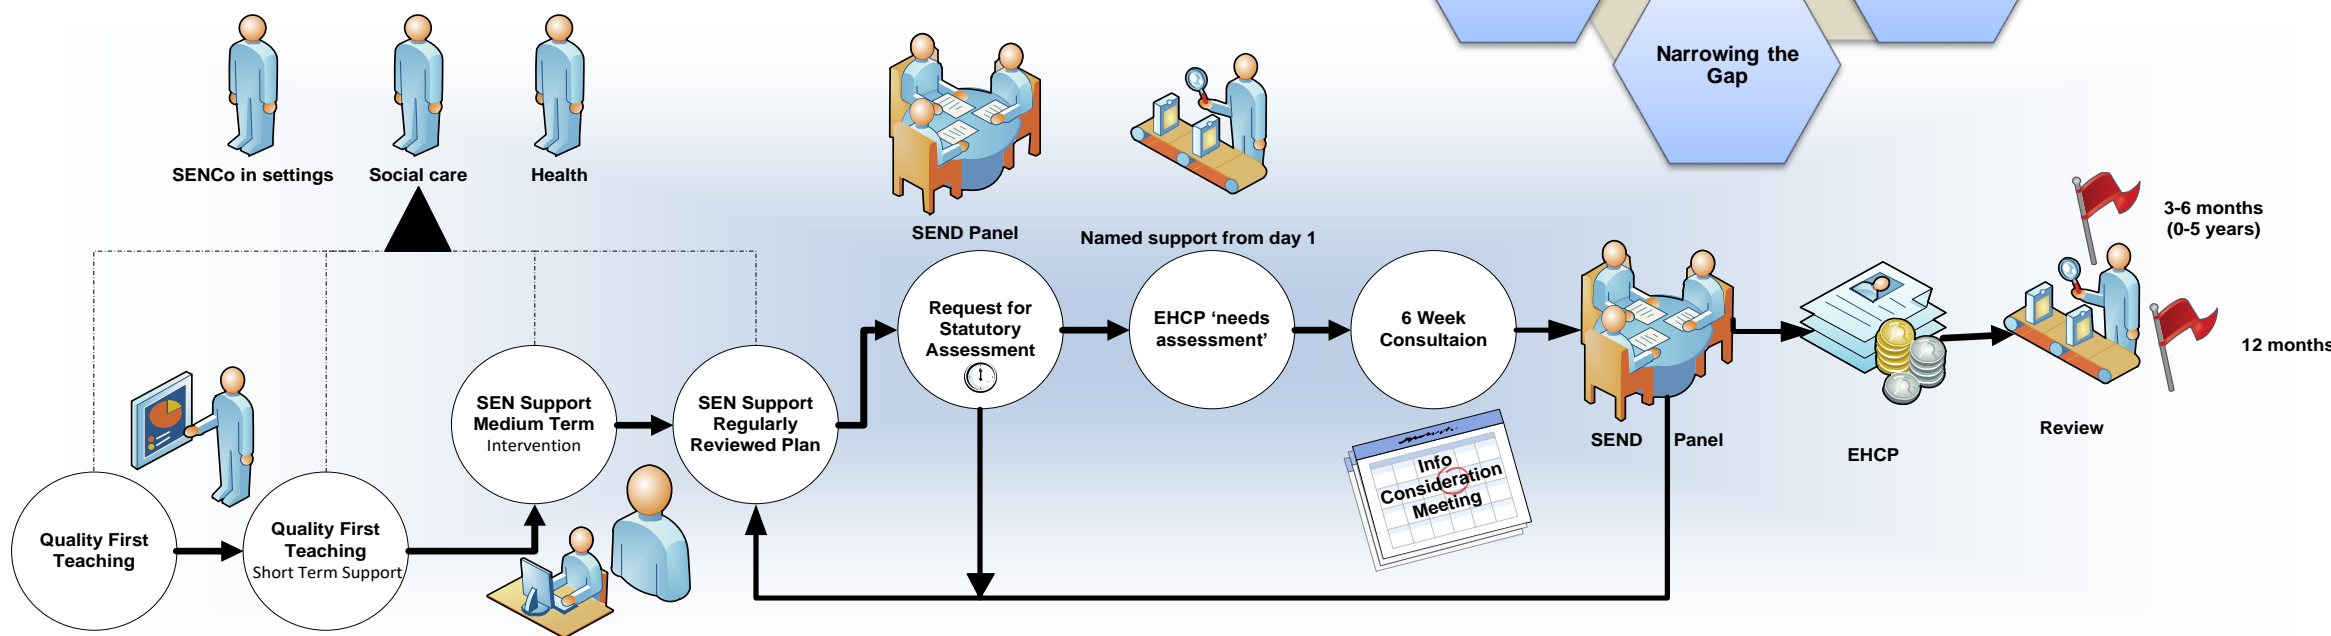 Narrowing the
Gap
SENCo in settings
Social care
Health
SEND Panel
Named support from day 1
3-6 months
(0-5 years)
12 months
Quality First
Teaching
Quality First
Teaching
Short Term Support
SEN Support
Medium Term
Intervention
SEN Support
Regularly
Reviewed Plan
Request for
Statutory
Assessment
EHCP ‘needs
assessment’
6 Week
Consultaion
Info
Consideration
Meeting
SEND Panel
EHCP
Review